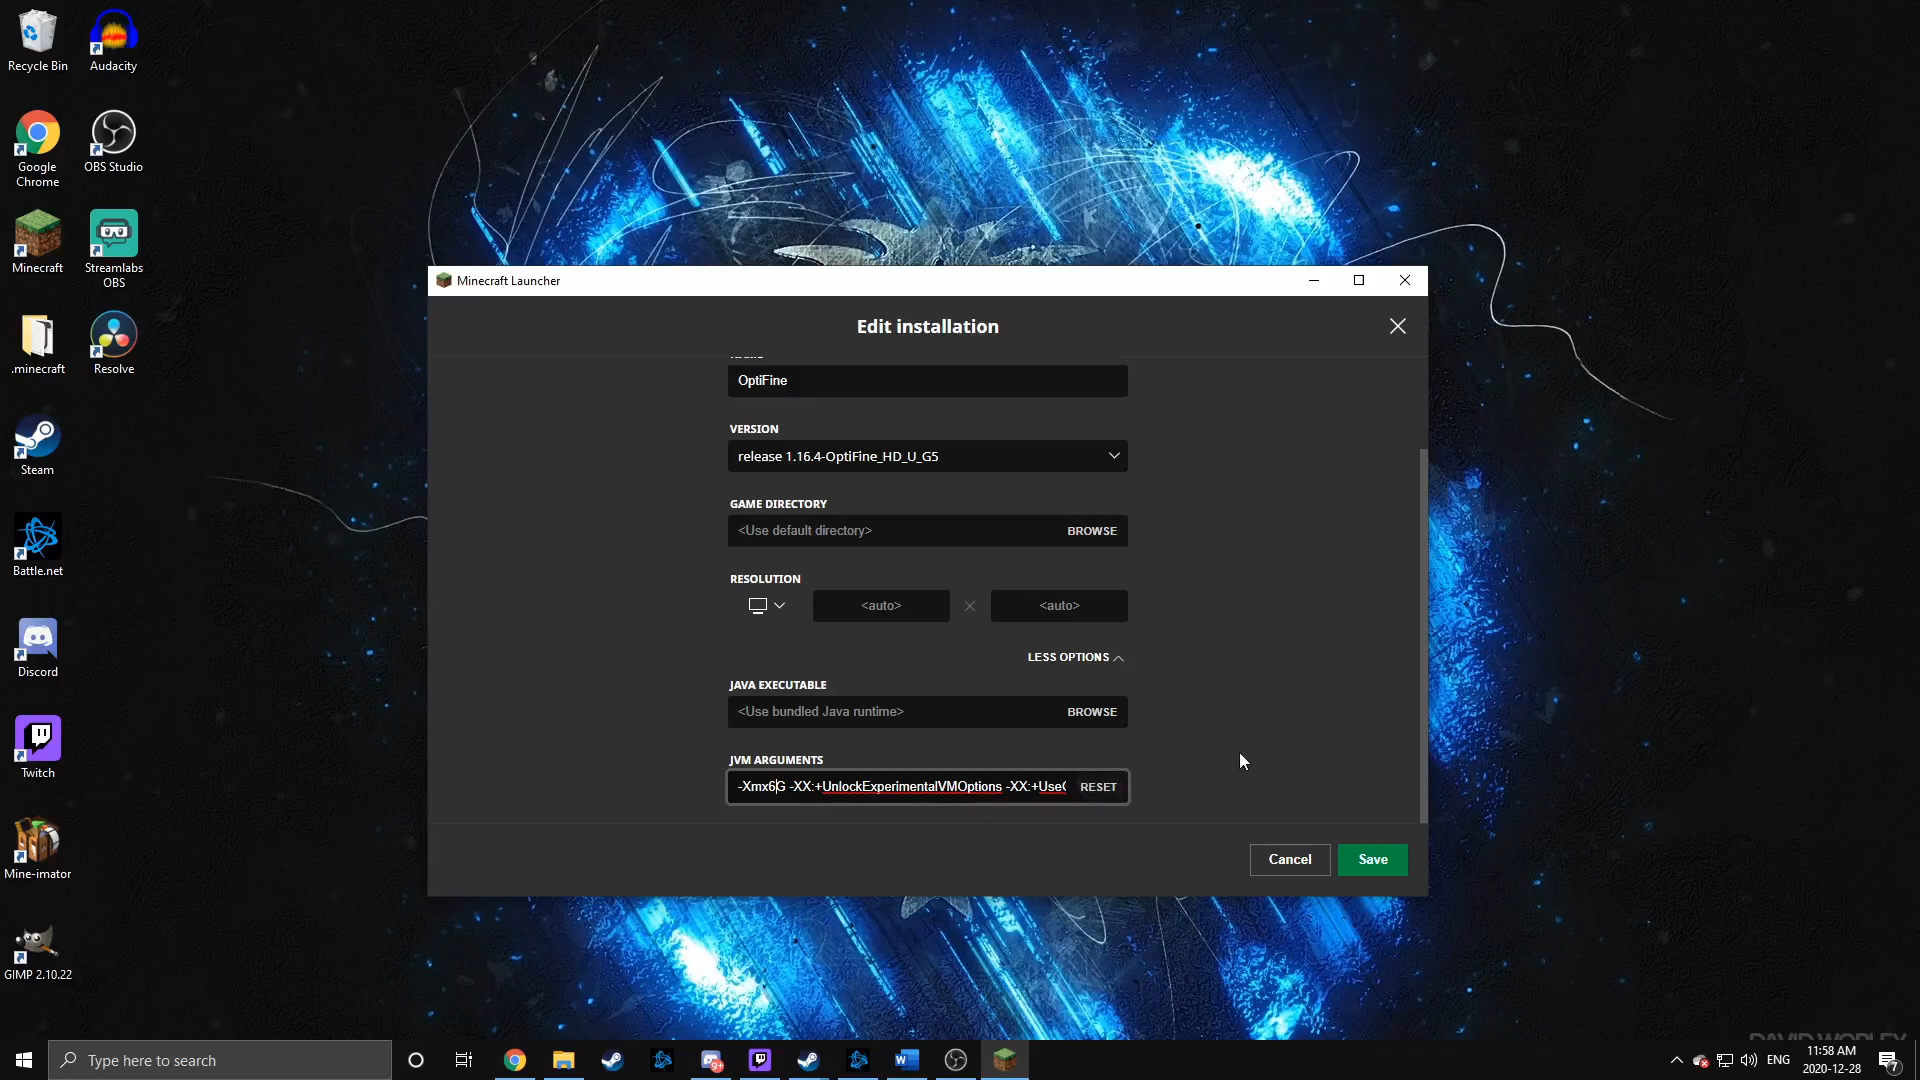 Recycle Bin
Audacity
Google
Chrome
OBS Studio
Minecraft
Streamlabs
OBS
.minecraft
Resolve
Steam
Battle.net
Discord
Twitch
Mine-imator
GIMP 2.10.22
Minecraft Launcher
Edit installation
OptiFine
VERSION
release 1.16.4-OptiFine_HD_U_G5
GAME DIRECTORY
<Use default directory>
BROWSE
RESOLUTION
<auto>
<auto>
LESS OPTIONS
JAVA EXECUTABLE
<Use bundled Java runtime>
BROWSE
JVM ARGUMENTS
-Xmx6G -XX:+UnlockExperimentalVMOptions -XX:+Use
RESET
Cancel
Save
Type here to search
9+
ENG
11:58 AM
2020-12-28
7